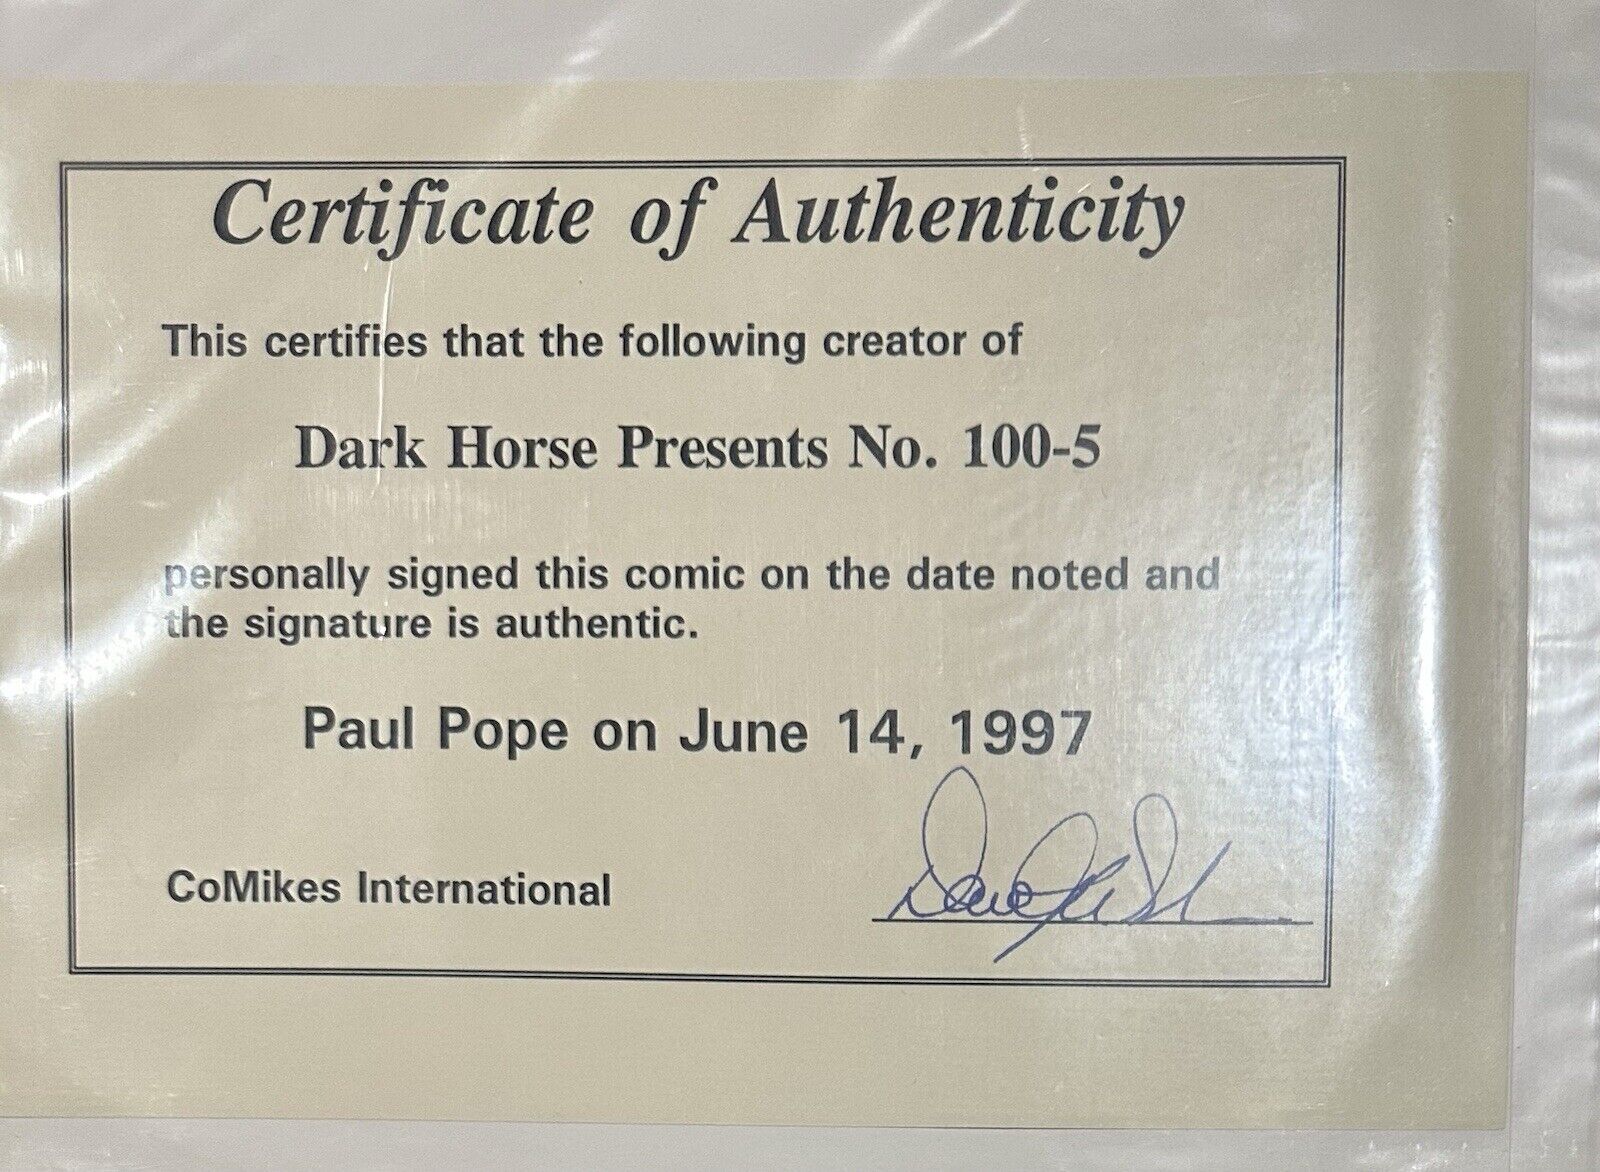 Certificate of Authenticity
This certifies that the following creator of
Dark Horse Presents No. 100-5
personally signed this comic on the date noted and
the signature is authentic.
Paul Pope on June 14, 1997
CoMikes International